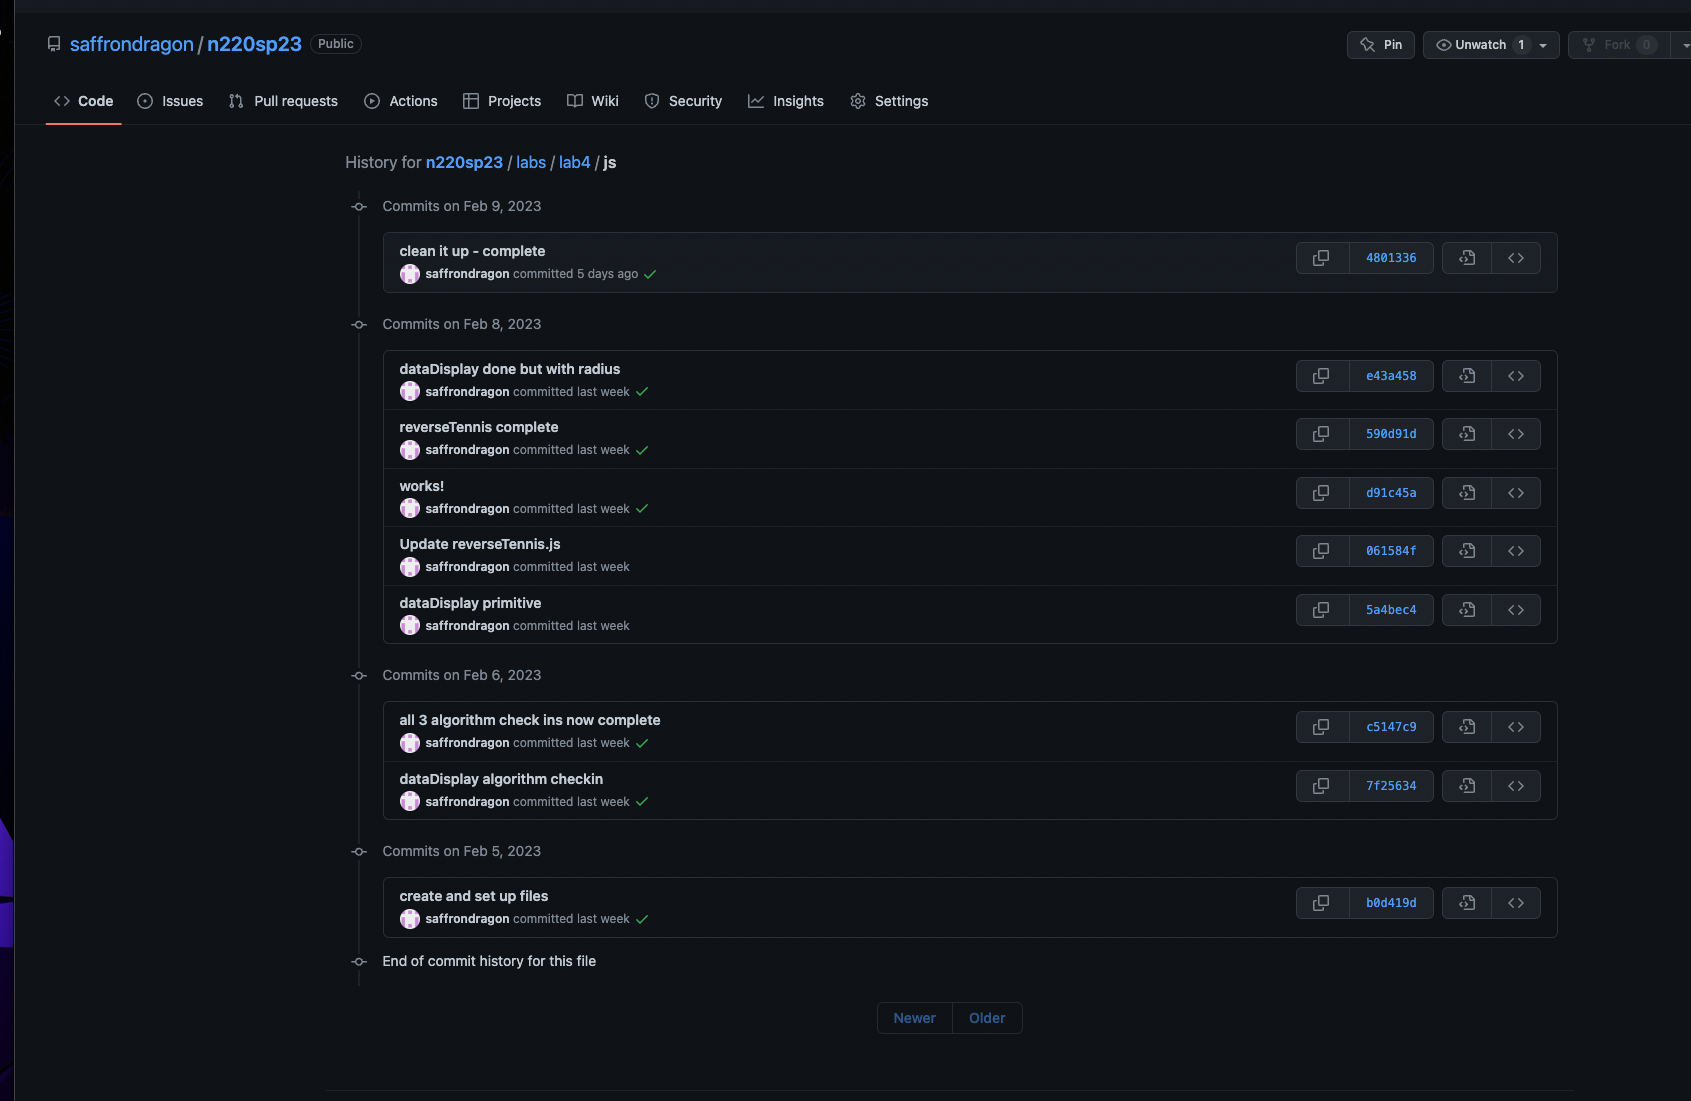 saffrondragon / n220sp23 Public
Pin
Unwatch 1
Fork 0
Code Issues Pull requests Actions Projects Wiki Security Insights Settings
History for n220sp23 / labs / lab4 / js
Commits on Feb 9, 2023
clean it up - complete
saffrondragon committed 5 days ago
4801336
Commits on Feb 8, 2023
dataDisplay done but with radius
saffrondragon committed last week
e43a458
reverseTennis complete
saffrondragon committed last week
590d91d
works!
saffrondragon committed last week
d91c45a
Update reverseTennis.js
saffrondragon committed last week
061584f
dataDisplay primitive
saffrondragon committed last week
5a4bec4
Commits on Feb 6, 2023
all 3 algorithm check ins now complete
saffrondragon committed last week
c5147c9
dataDisplay algorithm checkin
saffrondragon committed last week
7f25634
Commits on Feb 5, 2023
create and set up files
saffrondragon committed last week
b0d419d
End of commit history for this file
Newer Older